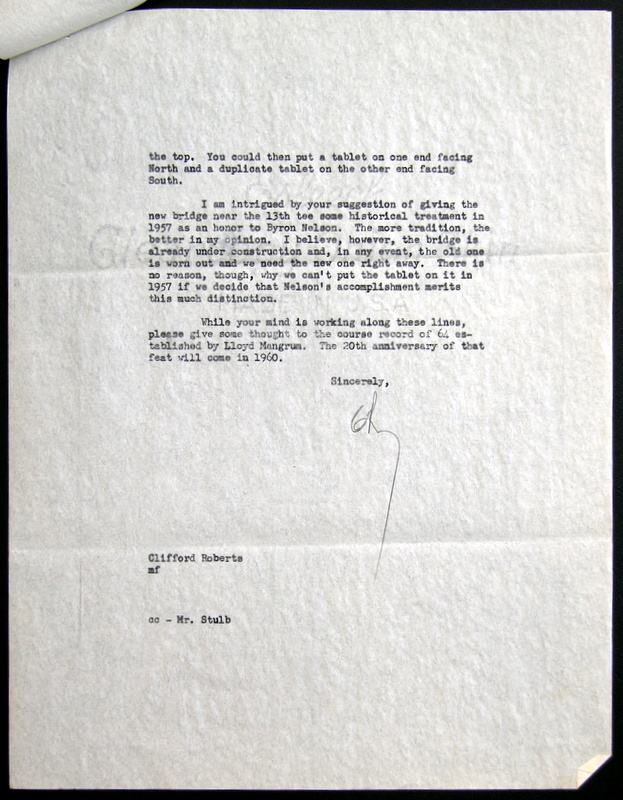 the top. You could then put a tablet on one end facing
North and a duplicate tablet on the other end facing
South.
I am intrigued by your suggestion of giving the
new bridge near the 13th tee some historical treatment in
1957 as an honor to Byron Nelson. The more tradition, the
better in my opinion. I believe, however, the bridge is
already under construction and, in any event, the old one
is worn out and we need the new one right away. There is
no reason, though, why we can't put the tablet on it in
1957 if we decide that Nelson's accomplishment merits
this much distinction.
While your mind is working along these lines,
please give some thought to the course record of 64 es-
tablished by Lloyd Mangrum. The 20th anniversary of that
feat will come in 1960.
Sincerely,
Clifford Roberts
mf
cc - Mr. Stulb